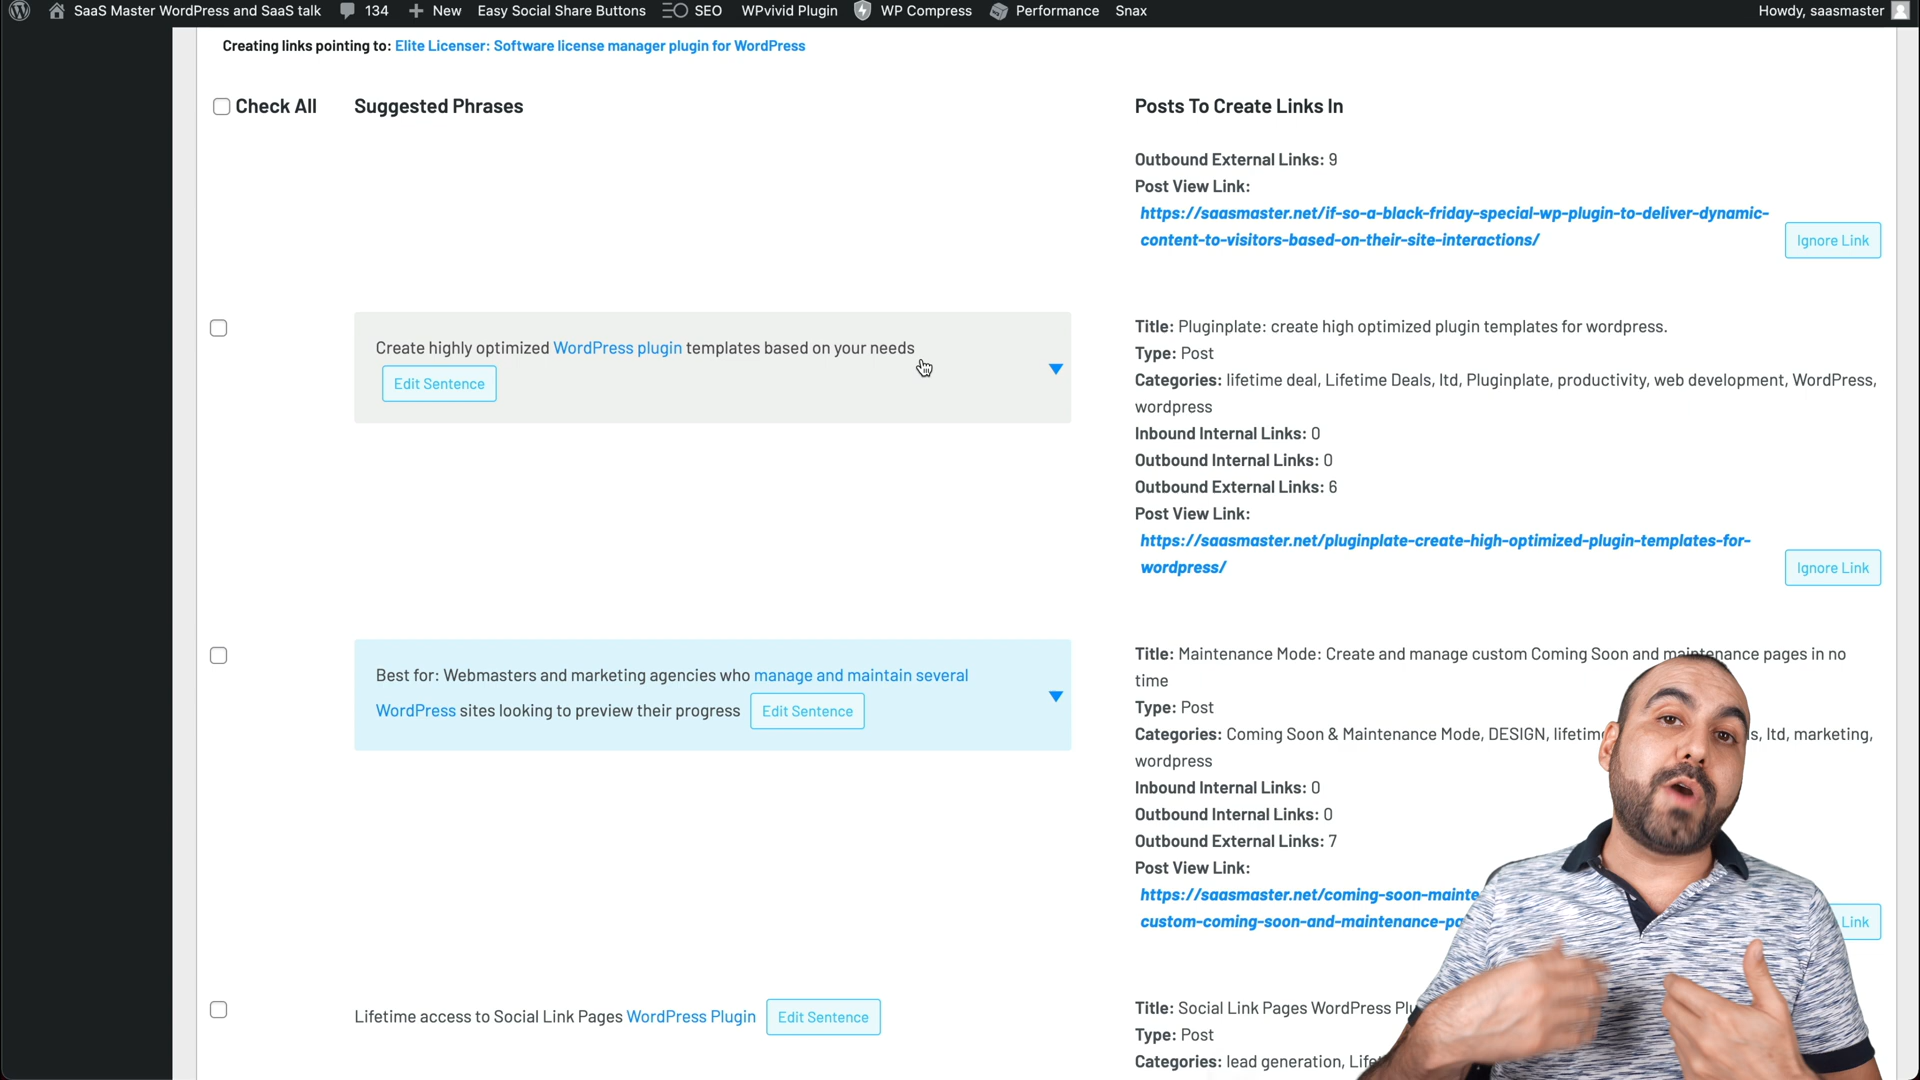 SaaS Master WordPress and SaaS talk 134 New Easy Social Share Buttons SEO WPvivid Plugin WP Compress Performance Snax Howdy, saasmaster
Creating links pointing to: Elite Licenser: Software license manager plugin for WordPress
Check All Suggested Phrases Posts To Create Links In
Outbound External Links: 9
Post View Link:
https://saasmaster.net/if-so-a-black-friday-special-wp-plugin-to-deliver-dynamic-
content-to-visitors-based-on-their-site-interactions/
Ignore Link
Create highly optimized WordPress plugin templates based on your needs
Edit Sentence
Title: Pluginplate: create high optimized plugin templates for wordpress.
Type: Post
Categories: lifetime deal, Lifetime Deals, ltd, Pluginplate, productivity, web development, WordPress,
wordpress
Inbound Internal Links: 0
Outbound Internal Links: 0
Outbound External Links: 6
Post View Link:
https://saasmaster.net/pluginplate-create-high-optimized-plugin-templates-for-
wordpress/
Ignore Link
Best for: Webmasters and marketing agencies who manage and maintain several
WordPress sites looking to preview their progress Edit Sentence
Title: Maintenance Mode: Create and manage custom Coming Soon and maintenance pages in no
time
Type: Post
Categories: Coming Soon & Maintenance Mode, DESIGN, ltd, marketing,
wordpress
Inbound Internal Links: 0
Outbound Internal Links: 0
Outbound External Links: 7
Post View Link:
https://saasmaster.net/coming-soon-mainte
custom-coming-soon-and-maintenance-pa
Link
Lifetime access to Social Link Pages WordPress Plugin Edit Sentence
Title: Social Link Pages WordPress Plu
Type: Post
Categories: lead generation,